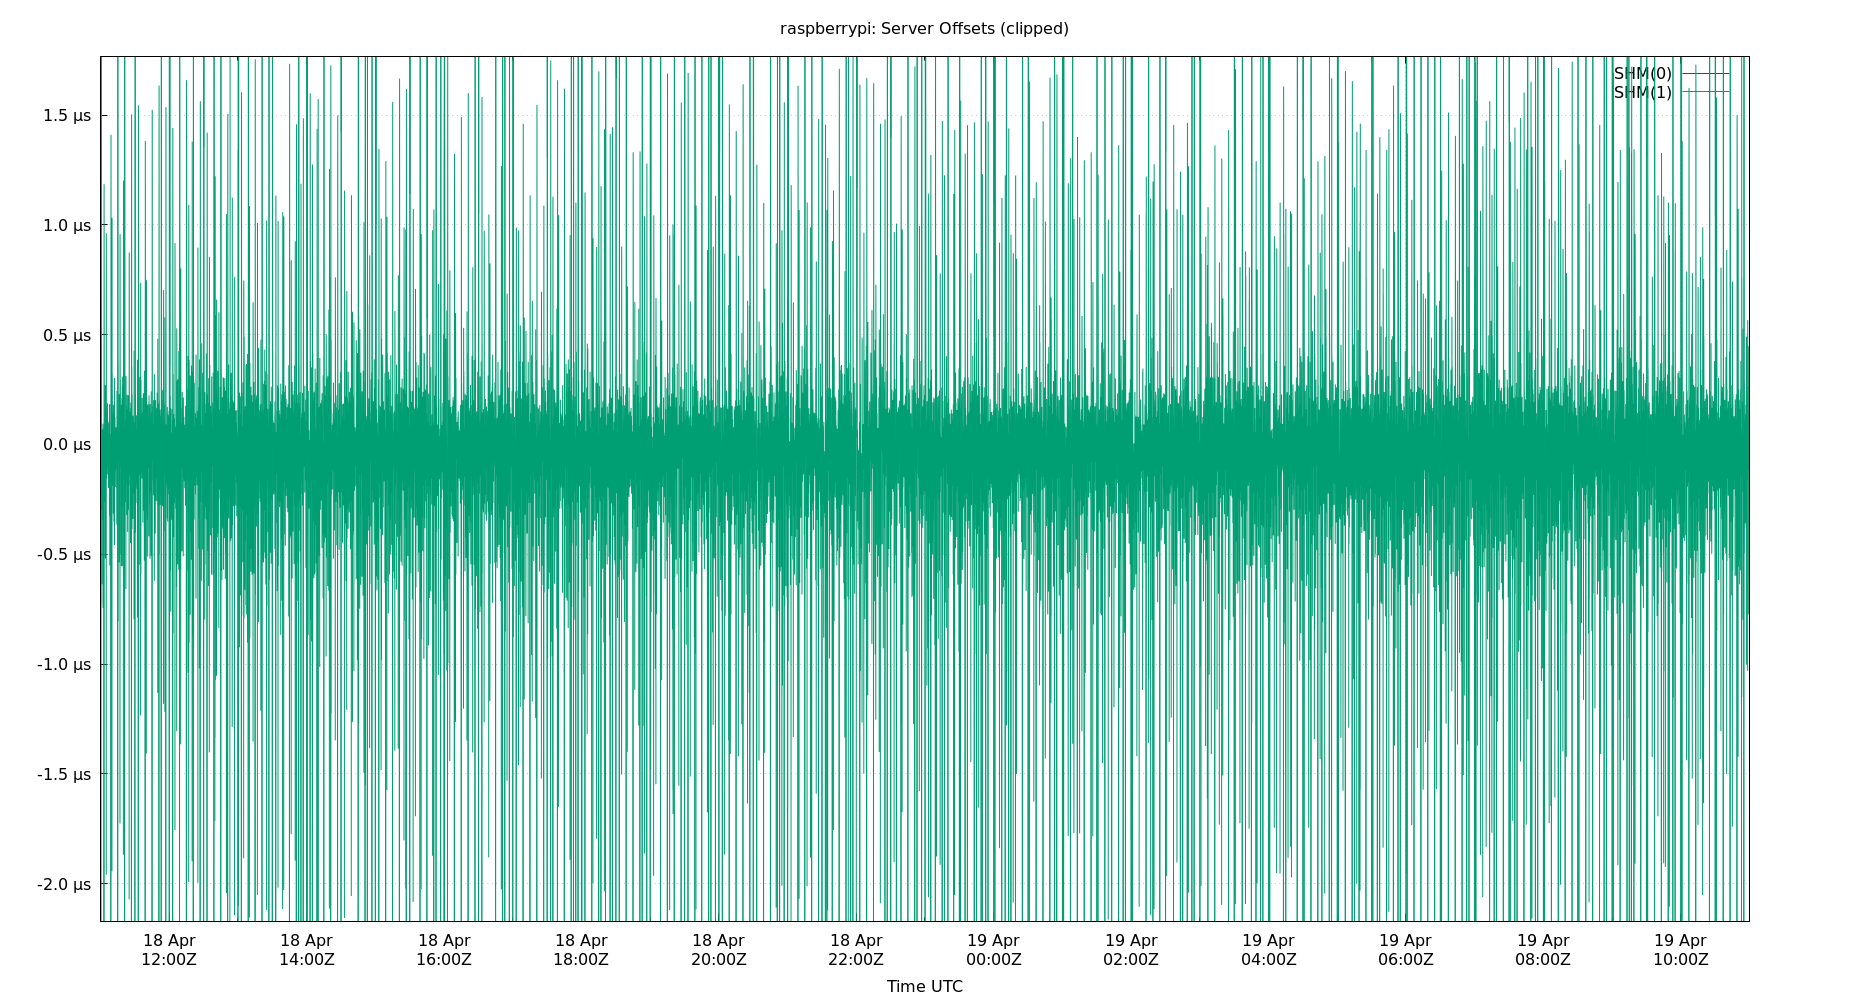 raspberrypi: Server Offsets (clipped)
SHM(0)
SHM(1)
1.5 µs
1.0 µs
0.5 µs
0.0 µs
-0.5 µs
-1.0 µs
-1.5 µs
-2.0 µs
18 Apr 18 Apr 18 Apr 18 Apr 18 Apr 18 Apr 19 Apr 19 Apr 19 Apr 19 Apr 19 Apr 19 Apr
12:00Z 14:00Z 16:00Z 18:00Z 20:00Z 22:00Z 00:00Z 02:00Z 04:00Z 06:00Z 08:00Z 10:00Z
Time UTC